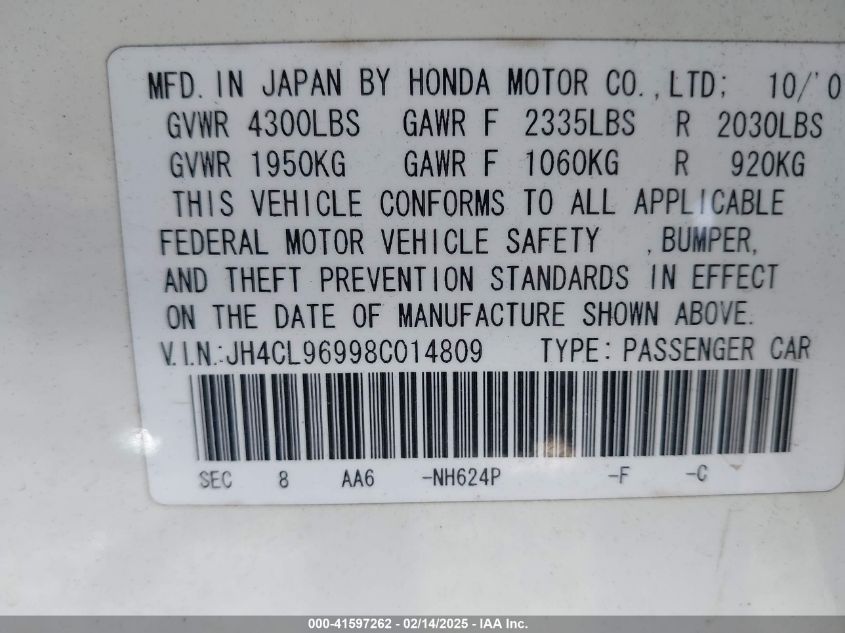 MFD. IN JAPAN BY HONDA MOTOR CO., LTD; 10/'0
GVWR 4300LBS GAWR F 2335LBS R 2030LBS
GVWR 1950KG GAWR F 1060KG R 920KG
THIS VEHICLE CONFORMS TO ALL APPLICABLE
FEDERAL MOTOR VEHICLE SAFETY , BUMPER,
AND THEFT PREVENTION STANDARDS IN EFFECT
ON THE DATE OF MANUFACTURE SHOWN ABOVE.
V.I.N.:JH4CL96998C014809 TYPE: PASSENGER CAR
SEC 8 AA6 -NH624P -F -C
000-41597262 - 02/14/2025 - IAA Inc.